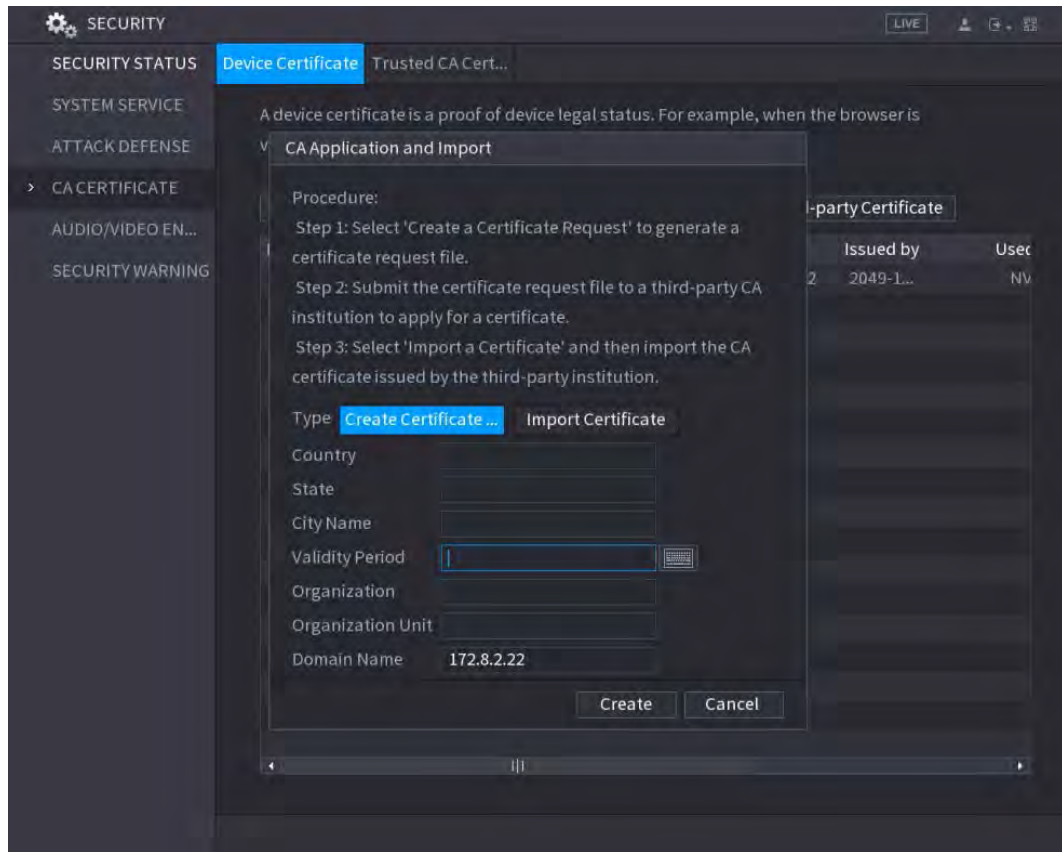 SECURITY
LIVE
SECURITY STATUS
Device Certificate
Trusted CA Cert...
SYSTEM SERVICE
ATTACK DEFENSE
CA CERTIFICATE
AUDIO/VIDEO EN...
SECURITY WARNING
A device certificate is a proof of device legal status. For example, when the browser is
CA Application and Import
Procedure:
Step 1: Select 'Create a Certificate Request' to generate a
certificate request file.
Step 2: Submit the certificate request file to a third-party CA
institution to apply for a certificate.
Step 3: Select 'Import a Certificate' and then import the CA
certificate issued by the third-party institution.
-party Certificate
Issued by
Used
2 2049-1... NV
Type Create Certificate ... Import Certificate
Country
State
City Name
Validity Period
Organization
Organization Unit
Domain Name 172.8.2.22
Create Cancel